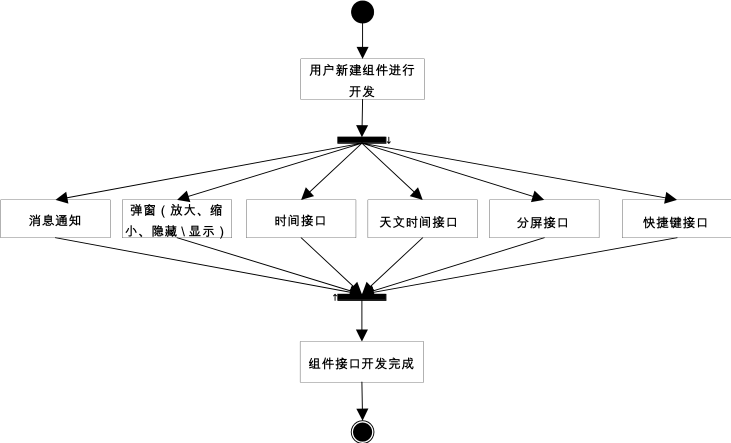 用户新建组件进行
开发
↓
消息通知
弹窗（放大、缩
小、隐藏\显示）
时间接口
天文时间接口
分屏接口
快捷键接口
↑
组件接口开发完成